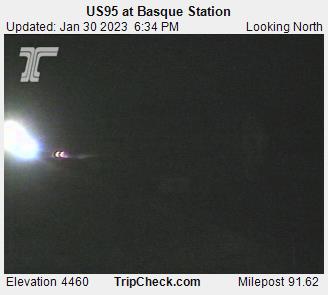 US95 at Basque Station
Updated: Jan 30 2023 6:34 PM Looking North
Elevation 4460 TripCheck.com Milepost 91.62